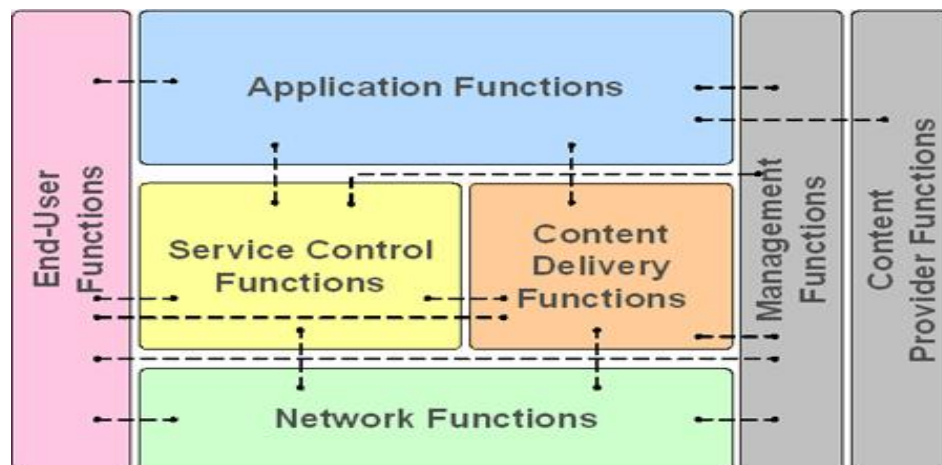 End-User
Functions
Application Functions
Service Control
Functions
Content
Delivery
Functions
Network Functions
Management
Functions
Content
Provider Functions